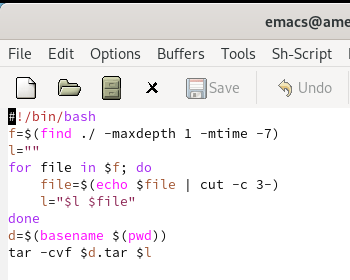 emacs@ame
File Edit Options Buffers Tools Sh-Script
Save Undo
#!/bin/bash
f=$(find ./ -maxdepth 1 -mtime -7)
l=""
for file in $f; do
    file=$(echo $file | cut -c 3-)
    l="$l $file"
done
d=$(basename $(pwd))
tar -cvf $d.tar $l